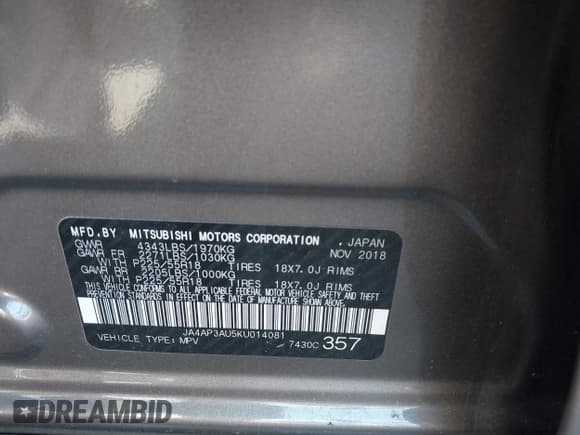 MFD.BY MITSUBISHI MOTORS CORPORATION . JAPAN
GVWR 4343LBS/1970KG NOV 2018
GAWR FR 2271LBS/1030KG
WITH P225/55R18 TIRES 18X7.0J RIMS
GAWR RR 2205LBS/1000KG
WITH P225/55R18 TIRES 18X7.0J RIMS
THIS VEHICLE CONFORMS TO ALL APPLICABLE FEDERAL MOTOR VEHICLE SAFETY, BUMPER, AND THEFT
PREVENTION STANDARDS IN EFFECT ON THE DATE OF MANUFACTURE SHOWN ABOVE.
JA4AP3AU5KU014081
VEHICLE TYPE: MPV 7430C 357
DREAMBID